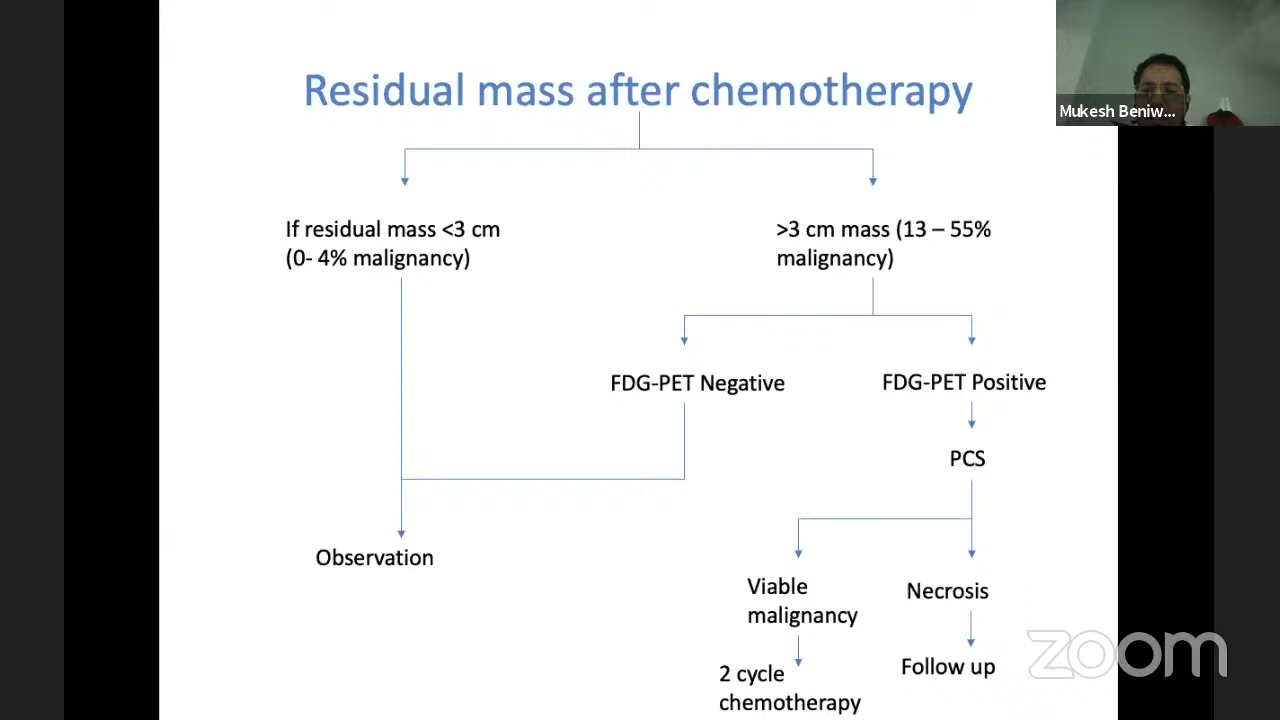 Residual mass after chemotherapy
Mukesh Beniw...
If residual mass <3 cm
(0- 4% malignancy)
>3 cm mass (13 – 55%
malignancy)
FDG-PET Negative
FDG-PET Positive
PCS
Observation
Viable
malignancy
Necrosis
2 cycle
chemotherapy
Follow up
zoom